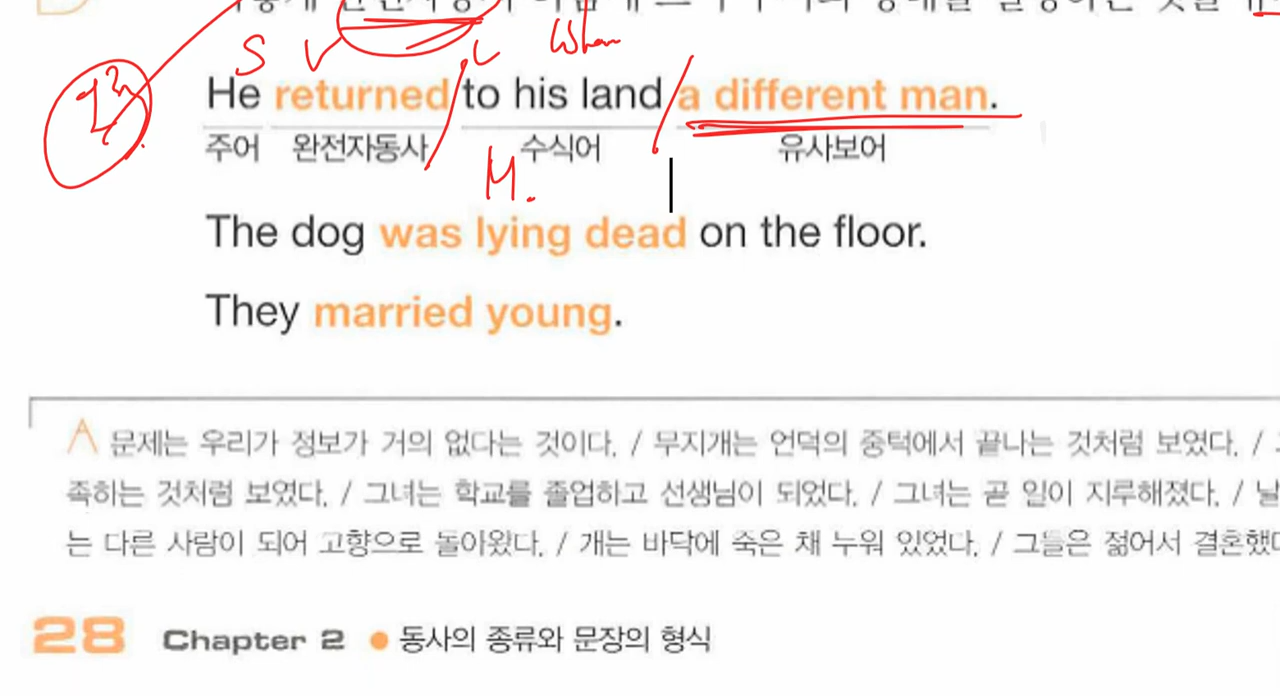 S V
He returned to his land a different man.
주어 완전자동사 수식어 유사보어
M.
The dog was lying dead on the floor.
They married young.
A 문제는 우리가 정보가 거의 없다는 것이다. / 무지개는 언덕의 중턱에서 끝나는 것처럼 보였다. /
족하는 것처럼 보였다. / 그녀는 학교를 졸업하고 선생님이 되었다. / 그녀는 곧 일이 지루해졌다. / 날
는 다른 사람이 되어 고향으로 돌아왔다. / 개는 바닥에 죽은 채 누워 있었다. / 그들은 젊어서 결혼했
28 Chapter 2 ● 동사의 종류와 문장의 형식